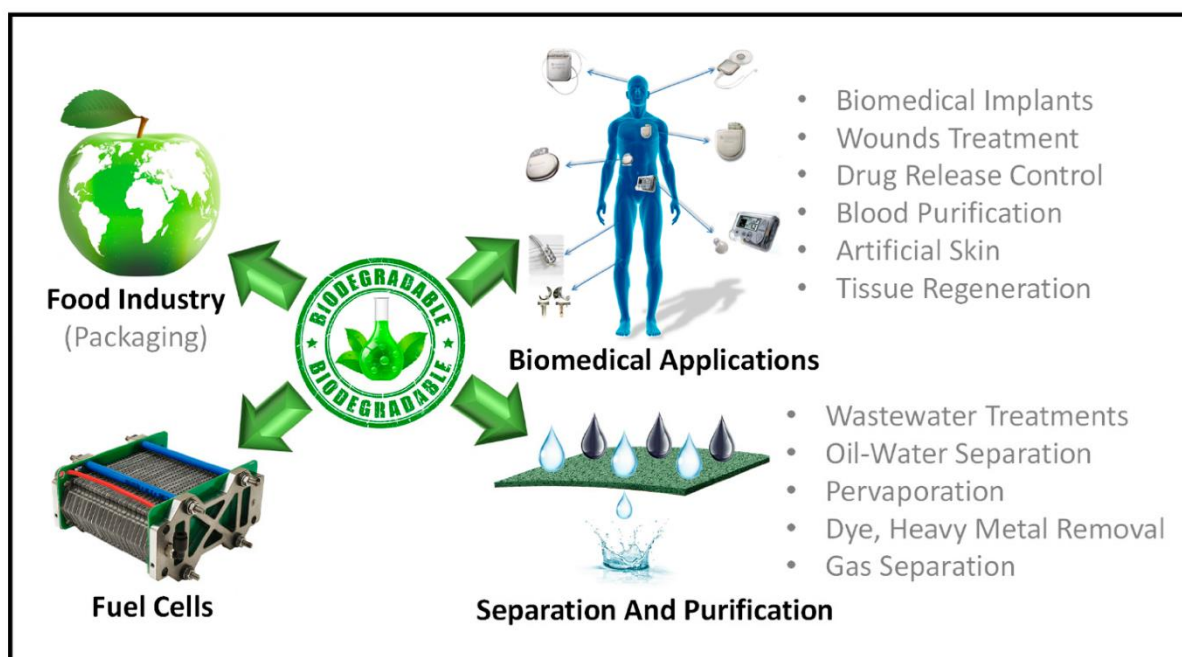 Food Industry
(Packaging)
BIODEGRADABLE
BIODEGRADABLE
Biomedical Applications
• Biomedical Implants
• Wounds Treatment
• Drug Release Control
• Blood Purification
• Artificial Skin
• Tissue Regeneration
Fuel Cells
Separation And Purification
• Wastewater Treatments
• Oil-Water Separation
• Pervaporation
• Dye, Heavy Metal Removal
• Gas Separation